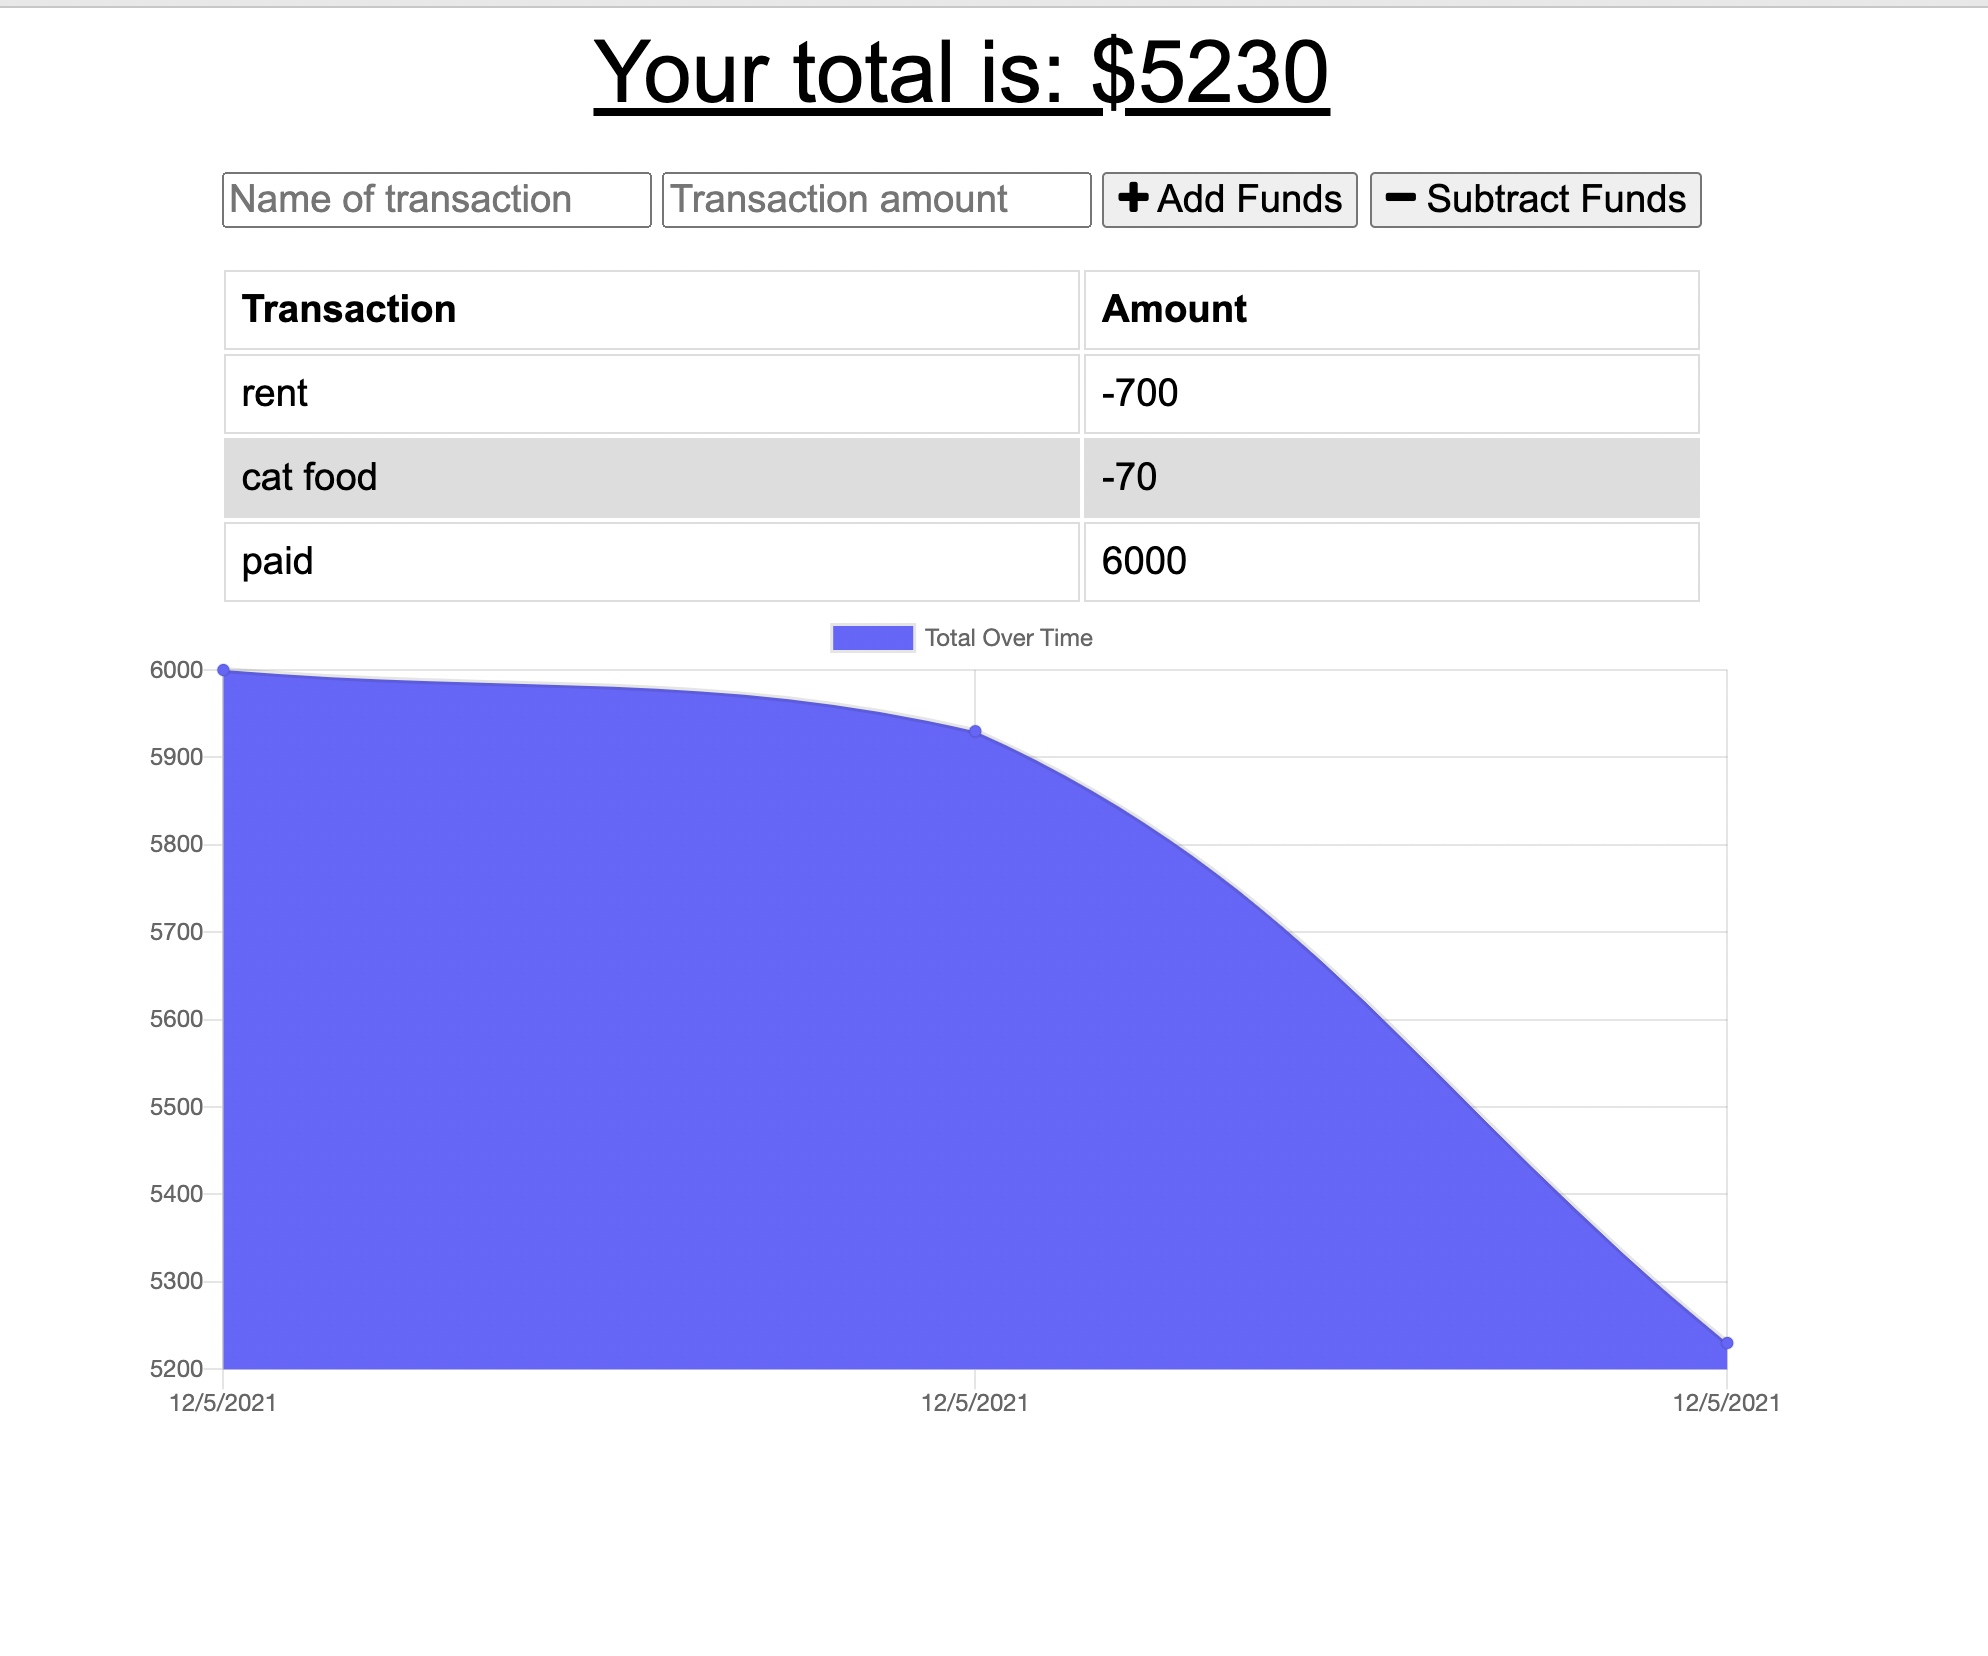 Your total is: $5230
Name of transaction Transaction amount Add Funds Subtract Funds
Transaction Amount
rent -700
cat food -70
paid 6000
Total Over Time
6000
5900
5800
5700
5600
5500
5400
5300
5200
12/5/2021 12/5/2021 12/5/2021